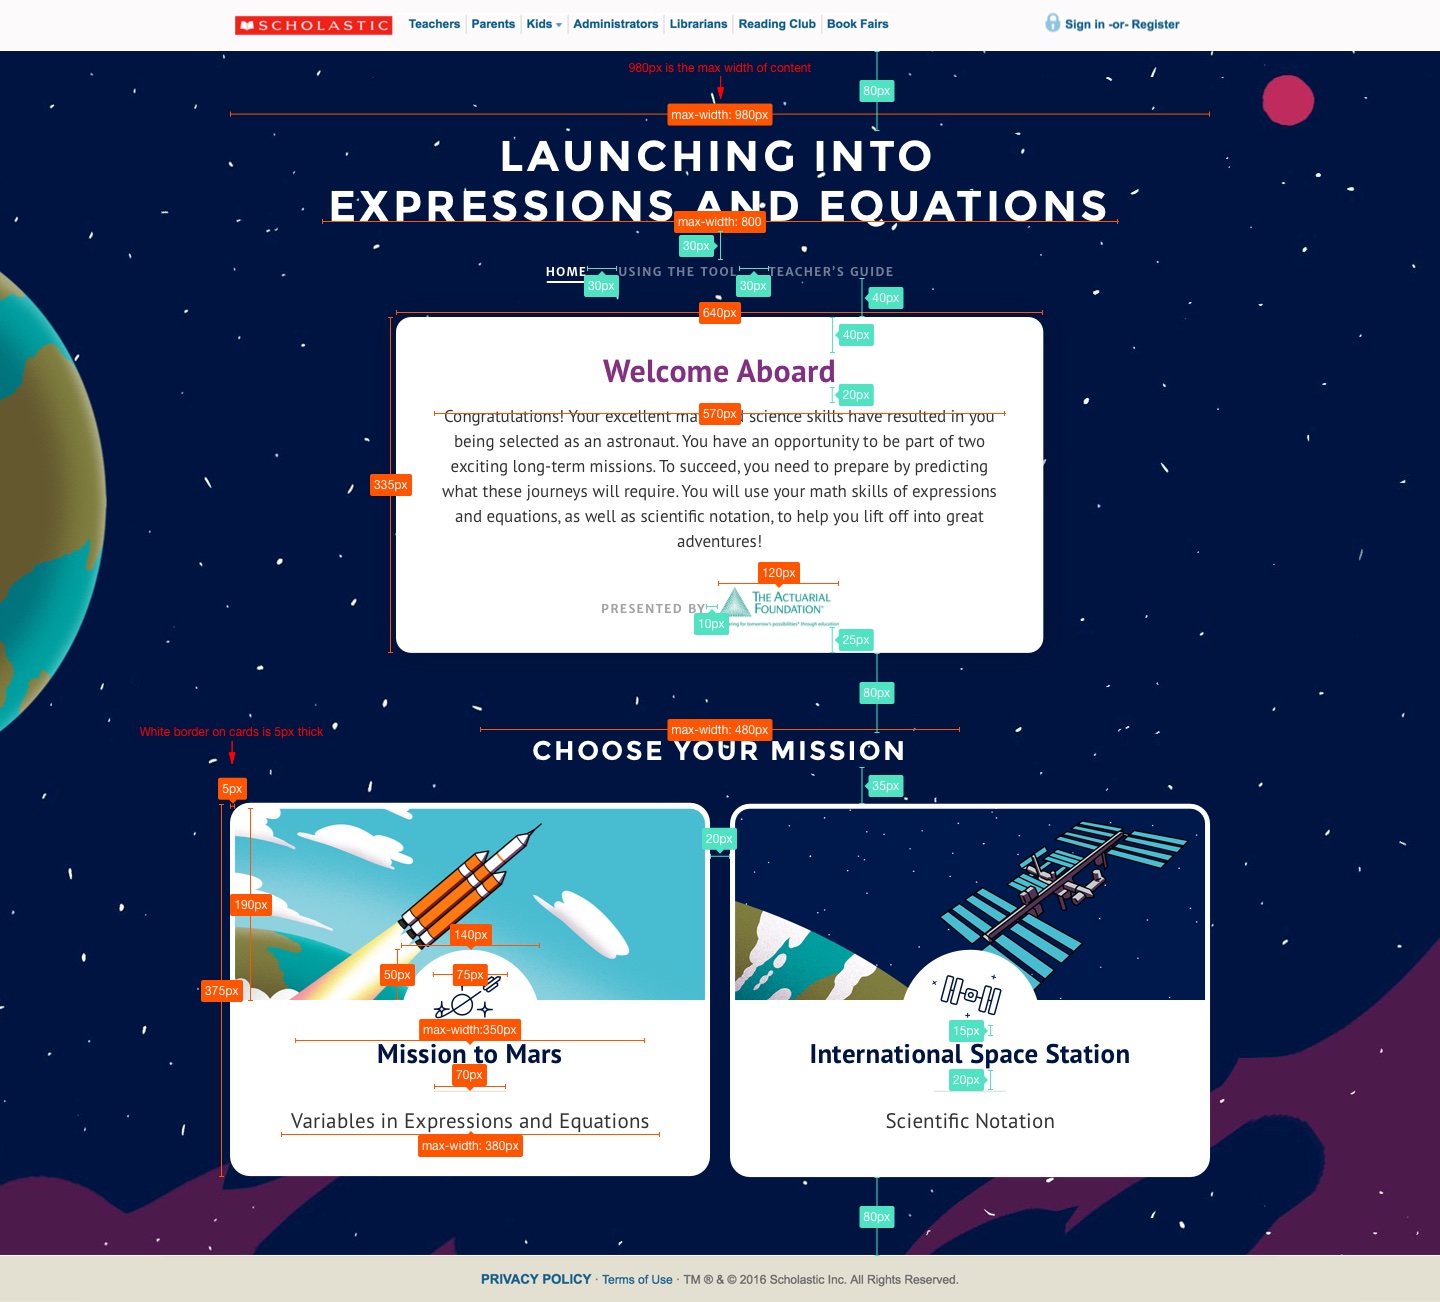 SCHOLASTIC Teachers Parents Kids Administrators Librarians Reading Club Book Fairs Sign in -or- Register
980px is the max width of content
80px
max-width: 980px
LAUNCHING INTO
EXPRESSIONS AND EQUATIONS
max-width: 800
30px
HOME USING THE TOOL TEACHER'S GUIDE
30px 30px
40px
640px
40px
Welcome Aboard
20px
570px
Congratulations! Your excellent ma science skills have resulted in you
being selected as an astronaut. You have an opportunity to be part of two
exciting long-term missions. To succeed, you need to prepare by predicting
335px
what these journeys will require. You will use your math skills of expressions
and equations, as well as scientific notation, to help you lift off into great
adventures!
120px
PRESENTED BY THE ACTUARIAL
FOUNDATION
10px
ing for tomorrow's possibilities® through education
25px
80px
White border on cards is 5px thick
max-width: 480px
CHOOSE YOUR MISSION
5px
35px
20px
190px
140px
50px 75px
375px
max-width:350px
15px
Mission to Mars
International Space Station
70px
20px
Variables in Expressions and Equations
Scientific Notation
max-width: 380px
80px
PRIVACY POLICY · Terms of Use · TM ® & © 2016 Scholastic Inc. All Rights Reserved.